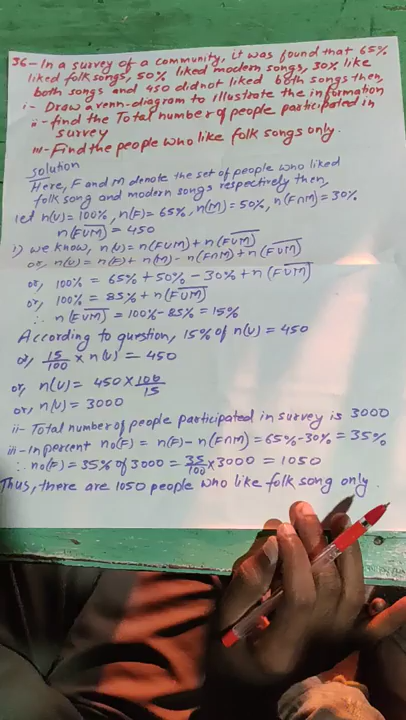 36- In a survey of a community, it was found that 65%
liked folk songs, 50% liked modern songs, 30% like
both songs and 450 did not liked both songs then,
i- Draw a venn-diagram to illustrate the information
ii- find the Total number of people participated in
survey
iii- Find the people who like folk songs only.
Solution
Here, F and M denote the set of people who liked
folk song and modern songs respectively then,
let n(U) = 100%, n(F) = 65%, n(M) = 50%, n(F∩M) = 30%
n(F̅U̅M̅) = 450
i) we know, n(U) = n(FUM) + n(F̅U̅M̅)
or, n(U) = n(F) + n(M) - n(F∩M) + n(F̅U̅M̅)
or, 100% = 65% + 50% - 30% + n(F̅U̅M̅)
or, 100% = 85% + n(F̅U̅M̅)
∴ n(F̅U̅M̅) = 100% - 85% = 15%
According to question, 15% of n(U) = 450
or, 15/100 × n(U) = 450
or, n(U) = 450 × 100/15
or, n(U) = 3000
ii- Total number of people participated in survey is 3000
iii- In percent no(F) = n(F) - n(F∩M) = 65% - 30% = 35%
∴ no(F) = 35% of 3000 = 35/100 × 3000 = 1050
Thus, there are 1050 people who like folk song only.